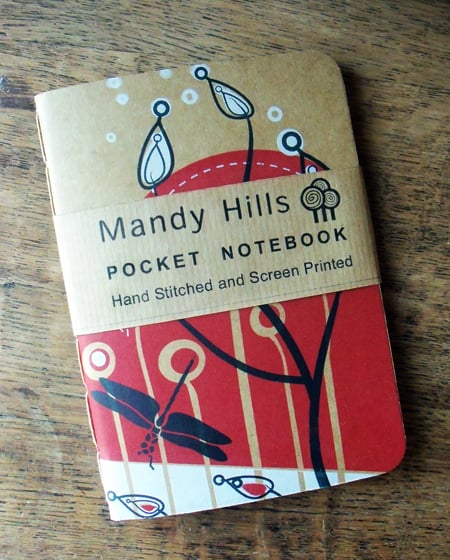 Mandy Hills
POCKET NOTEBOOK
Hand Stitched and Screen Printed